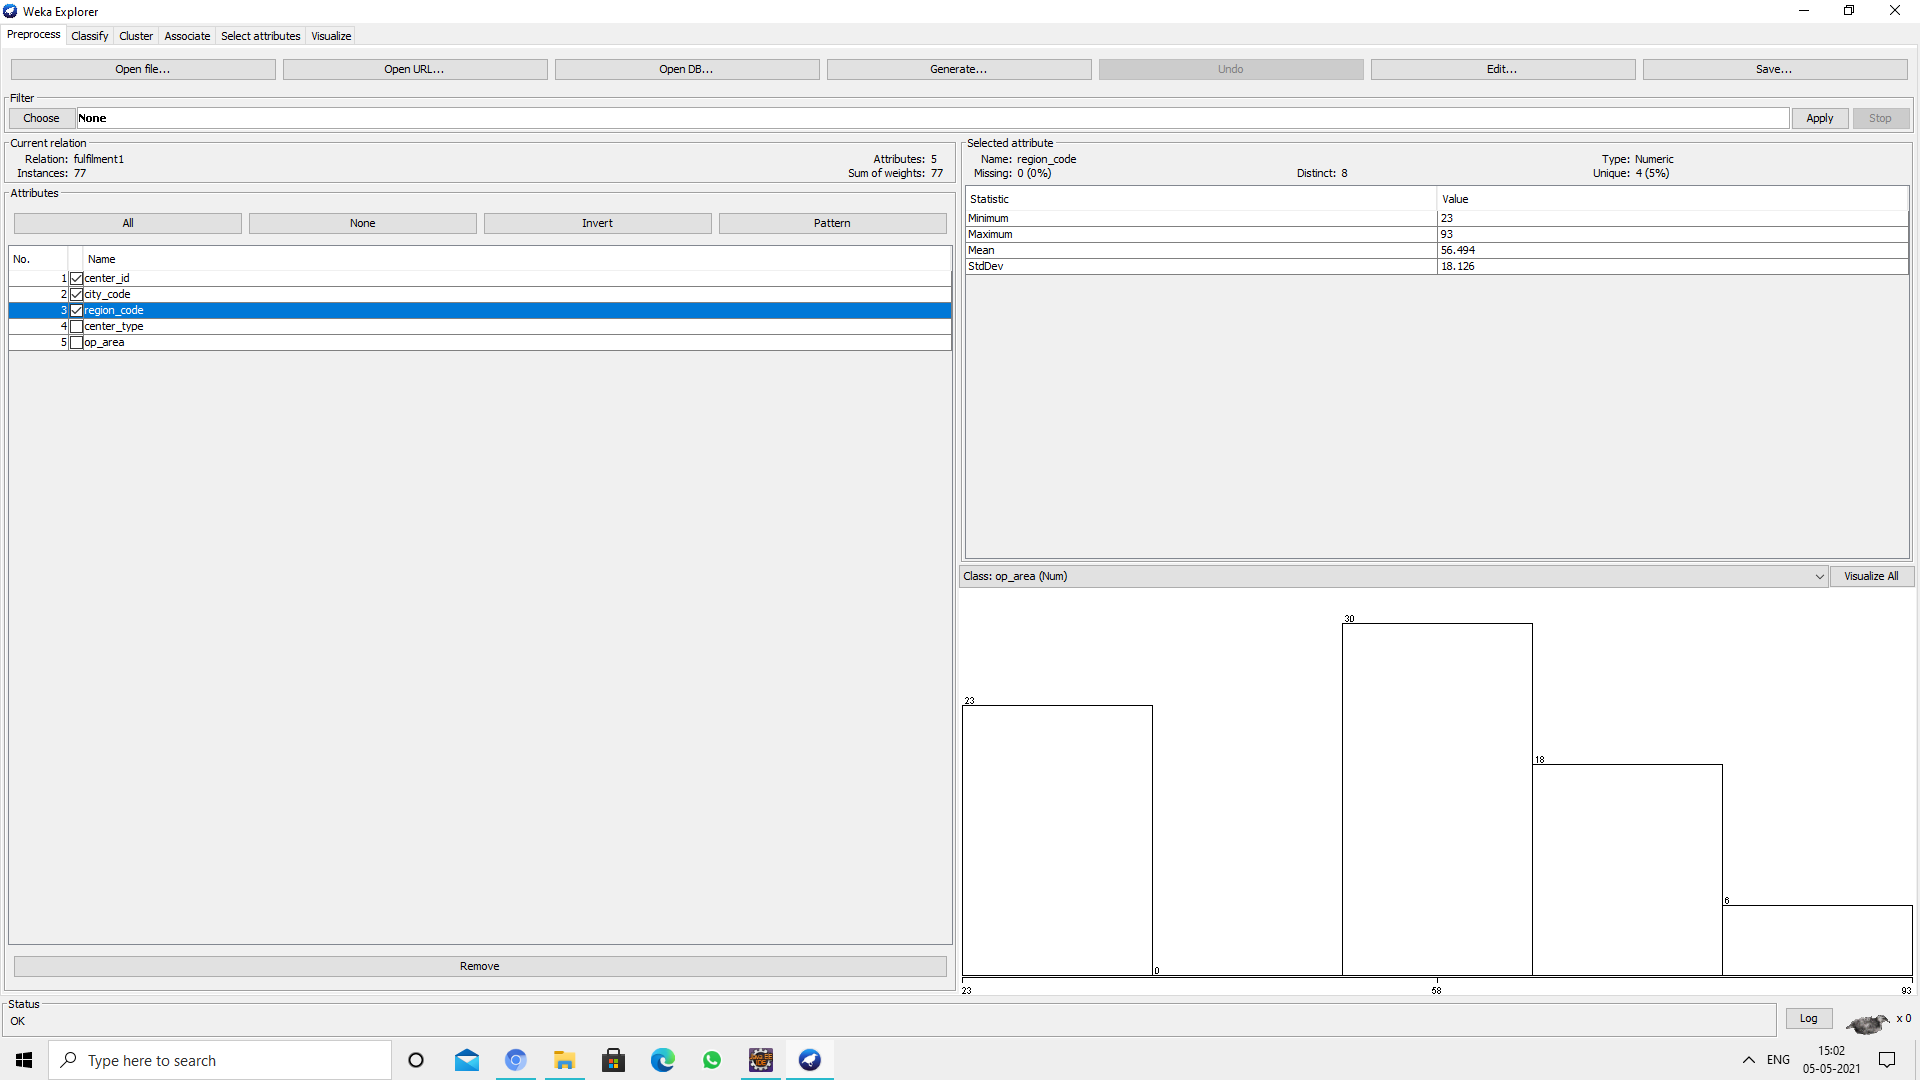 Weka Explorer
Preprocess Classify Cluster Associate Select attributes Visualize
Open file... Open URL... Open DB... Generate... Undo Edit... Save...
Filter
Choose None Apply Stop
Current relation
Relation: fulfilment1 Attributes: 5
Instances: 77 Sum of weights: 77
Attributes
All None Invert Pattern
No. Name
1 center_id
2 city_code
3 region_code
4 center_type
5 op_area
Remove
Selected attribute
Name: region_code Type: Numeric
Missing: 0 (0%) Distinct: 8 Unique: 4 (5%)
Statistic Value
Minimum 23
Maximum 93
Mean 56.494
StdDev 18.126
Class: op_area (Num) Visualize All
30
23
18
6
0
23 58 93
Status
OK
Log x 0
Type here to search
ENG
15:02
05-05-2021